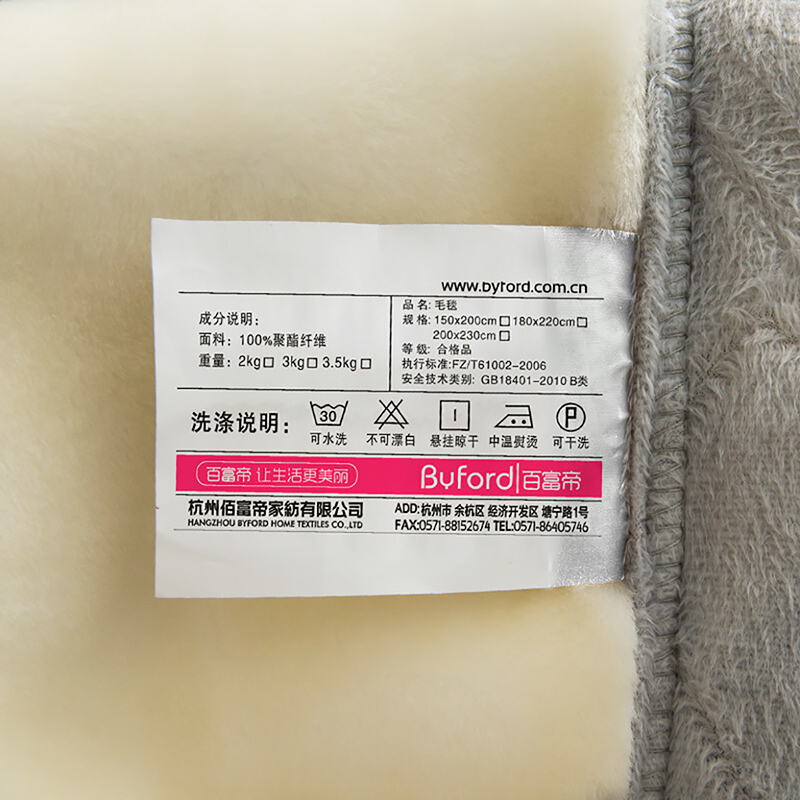 www.byford.com.cn
成分说明:
面料: 100%聚酯纤维
重量: 2kg□ 3kg□ 3.5kg□
品名: 毛毯
规格: 150x200cm□ 180x220cm□
200x230cm□
等级: 合格品
执行标准:FZ/T61002-2006
安全技术类别: GB18401-2010 B类
洗涤说明:
30
P
可水洗 不可漂白 悬挂晾干 中温熨烫 可干洗
百富帝 让生活更美丽
Byford|百富帝
杭州佰富帝家紡有限公司
HANGZHOU BYFORD HOME TEXTILES CO.,LTD
ADD:杭州市 余杭区 经济开发区 塘宁路1号
FAX:0571-88152674 TEL:0571-86405746